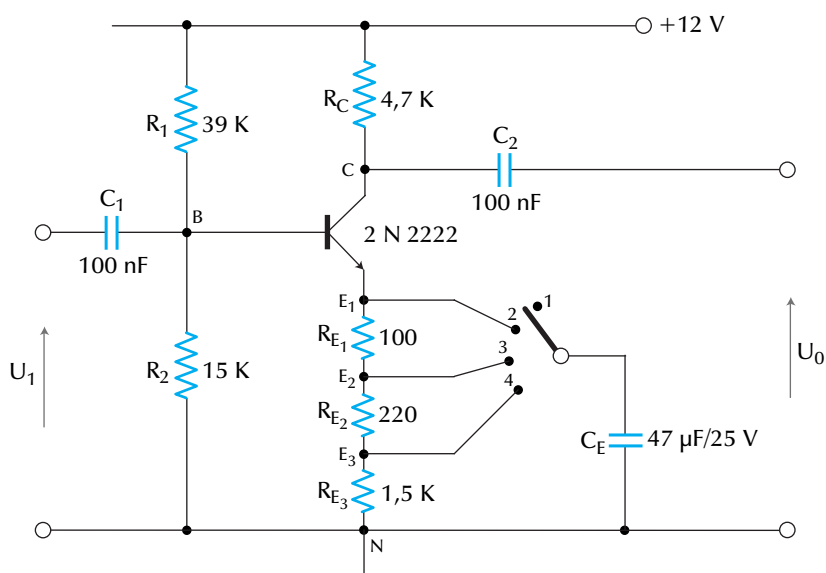 +12 V
R1 39 K
RC 4,7 K
C2
C
100 nF
C1
B
2 N 2222
100 nF
E1
1
2
RE1 100
3
U1
R2 15 K
E2
4
U0
RE2 220
CE 47 µF/25 V
E3
RE3 1,5 K
N